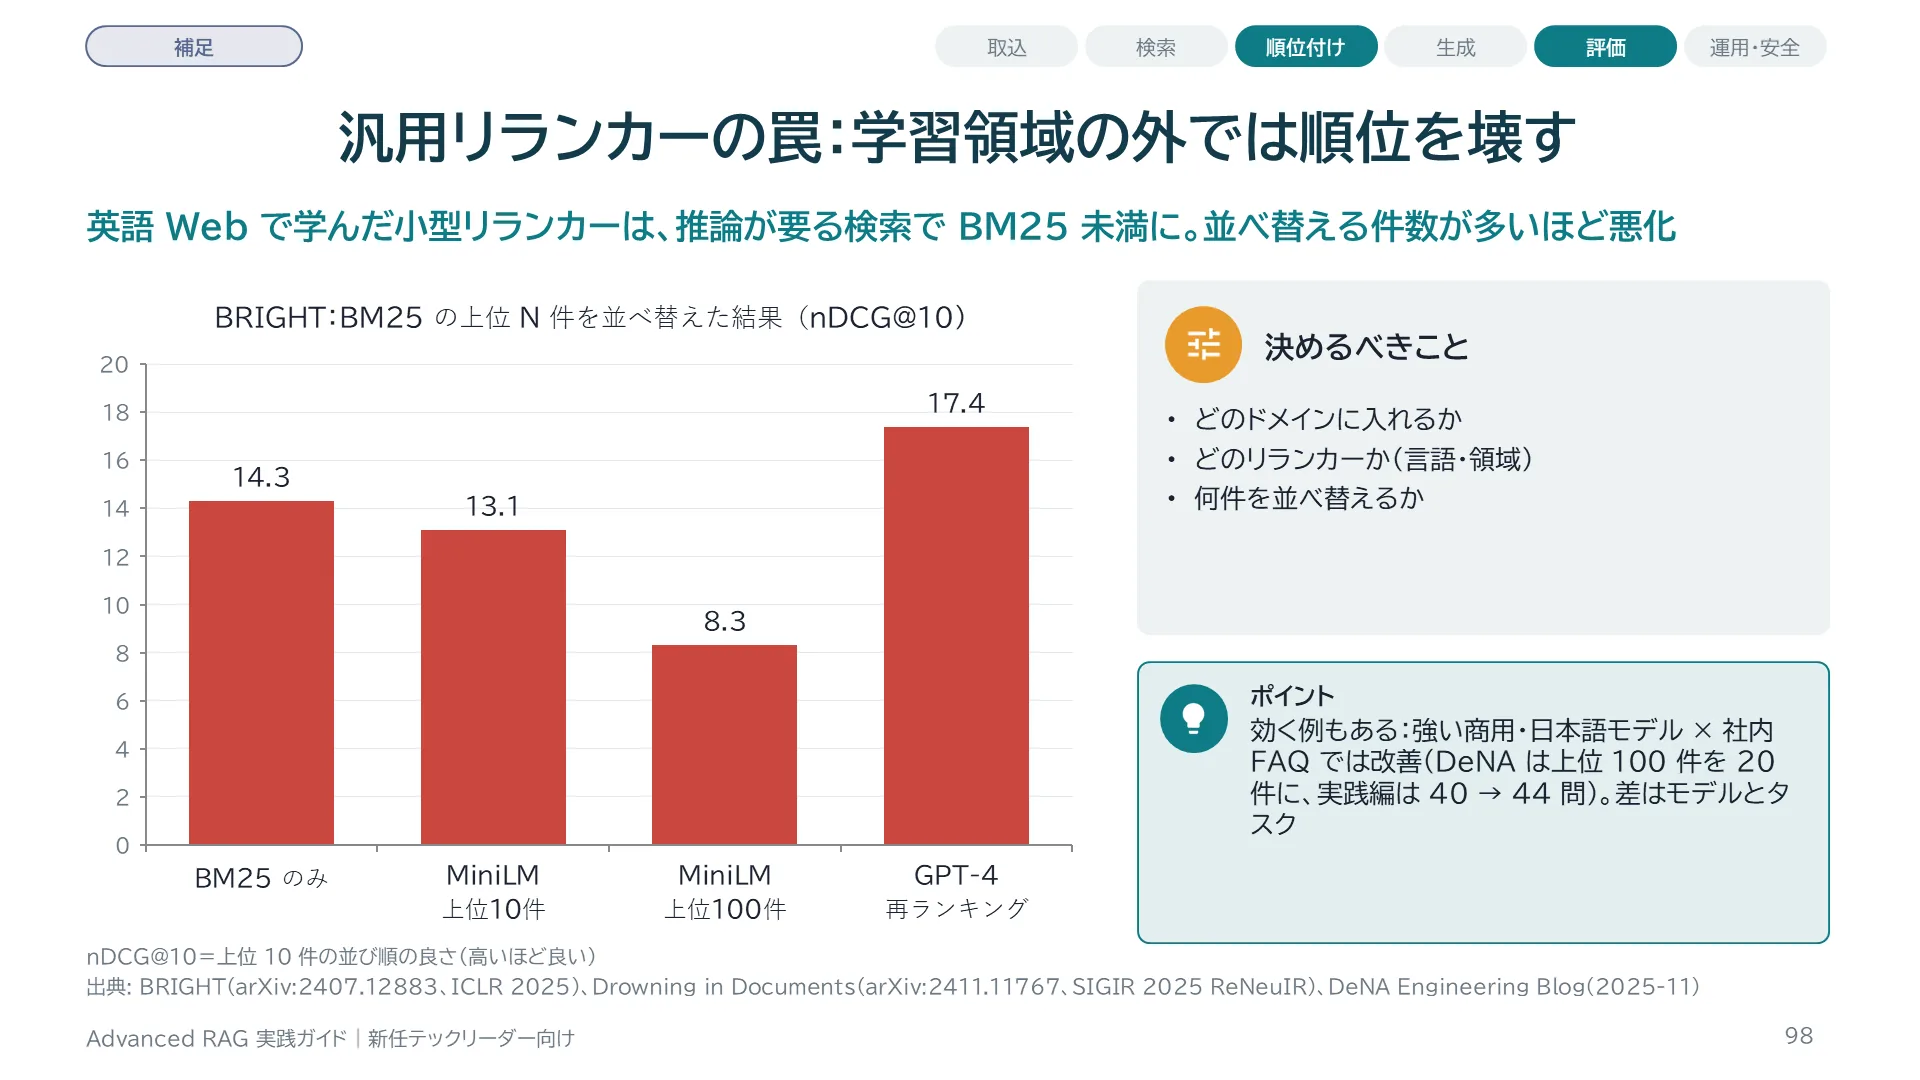 補足
取込
検索
順位付け
生成
評価
運用・安全
汎用リランカーの罠：学習領域の外では順位を壊す
英語 Web で学んだ小型リランカーは、推論が要る検索で BM25 未満に。並べ替える件数が多いほど悪化
BRIGHT：BM25 の上位 N 件を並べ替えた結果（nDCG@10）
20
18
16
14
12
10
8
6
4
2
0
14.3
13.1
8.3
17.4
BM25 のみ
MiniLM
上位10件
MiniLM
上位100件
GPT-4
再ランキング
決めるべきこと
• どのドメインに入れるか
• どのリランカーか（言語・領域）
• 何件を並べ替えるか
ポイント
効く例もある：強い商用・日本語モデル × 社内
FAQ では改善（DeNA は上位 100 件を 20
件に、実践編は 40 → 44 問）。差はモデルとタ
スク
nDCG@10＝上位 10 件の並び順の良さ（高いほど良い）
出典: BRIGHT（arXiv:2407.12883、ICLR 2025）、Drowning in Documents（arXiv:2411.11767、SIGIR 2025 ReNeuIR）、DeNA Engineering Blog（2025-11）
Advanced RAG 実践ガイド｜新任テックリーダー向け
98